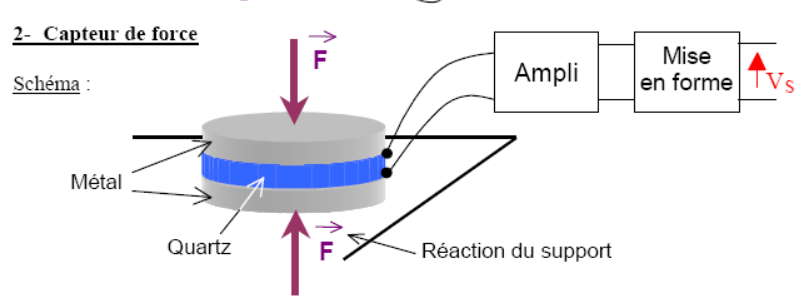 2- Capteur de force
Schéma :
F
Ampli
Mise
en forme
VS
Métal
Quartz
F
Réaction du support